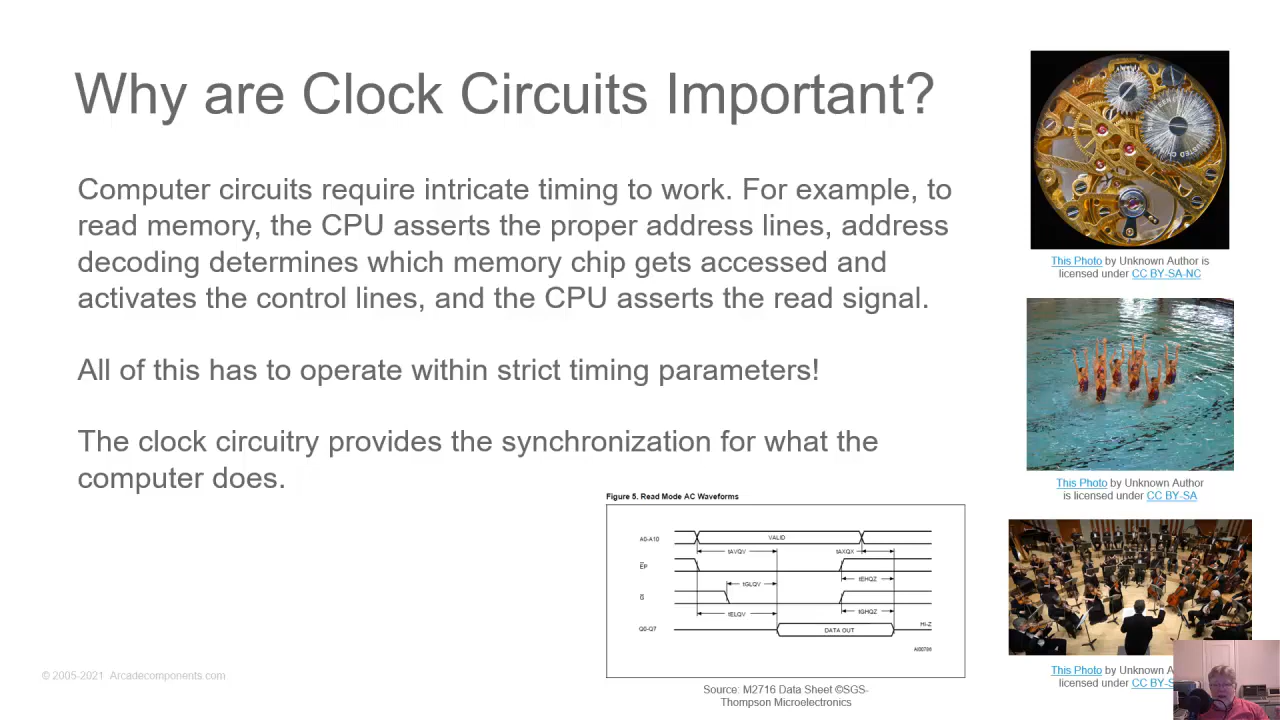 Why are Clock Circuits Important?
Computer circuits require intricate timing to work. For example, to
read memory, the CPU asserts the proper address lines, address
decoding determines which memory chip gets accessed and
activates the control lines, and the CPU asserts the read signal.
All of this has to operate within strict timing parameters!
The clock circuitry provides the synchronization for what the
computer does.
Figure 5. Read Mode AC Waveforms
A0-A10
VALID
tAVQV
tAXQX
EP
tEHQZ
tGLQV
G
tELQV
tGHQZ
Q0-Q7
DATA OUT
Hi-Z
AI00786
Source: M2716 Data Sheet ©SGS-
Thompson Microelectronics
This Photo by Unknown Author is
licensed under CC BY-SA-NC
This Photo by Unknown Author
is licensed under CC BY-SA
This Photo by Unknown
licensed under CC
© 2005-2021 Arcadecomponents.com